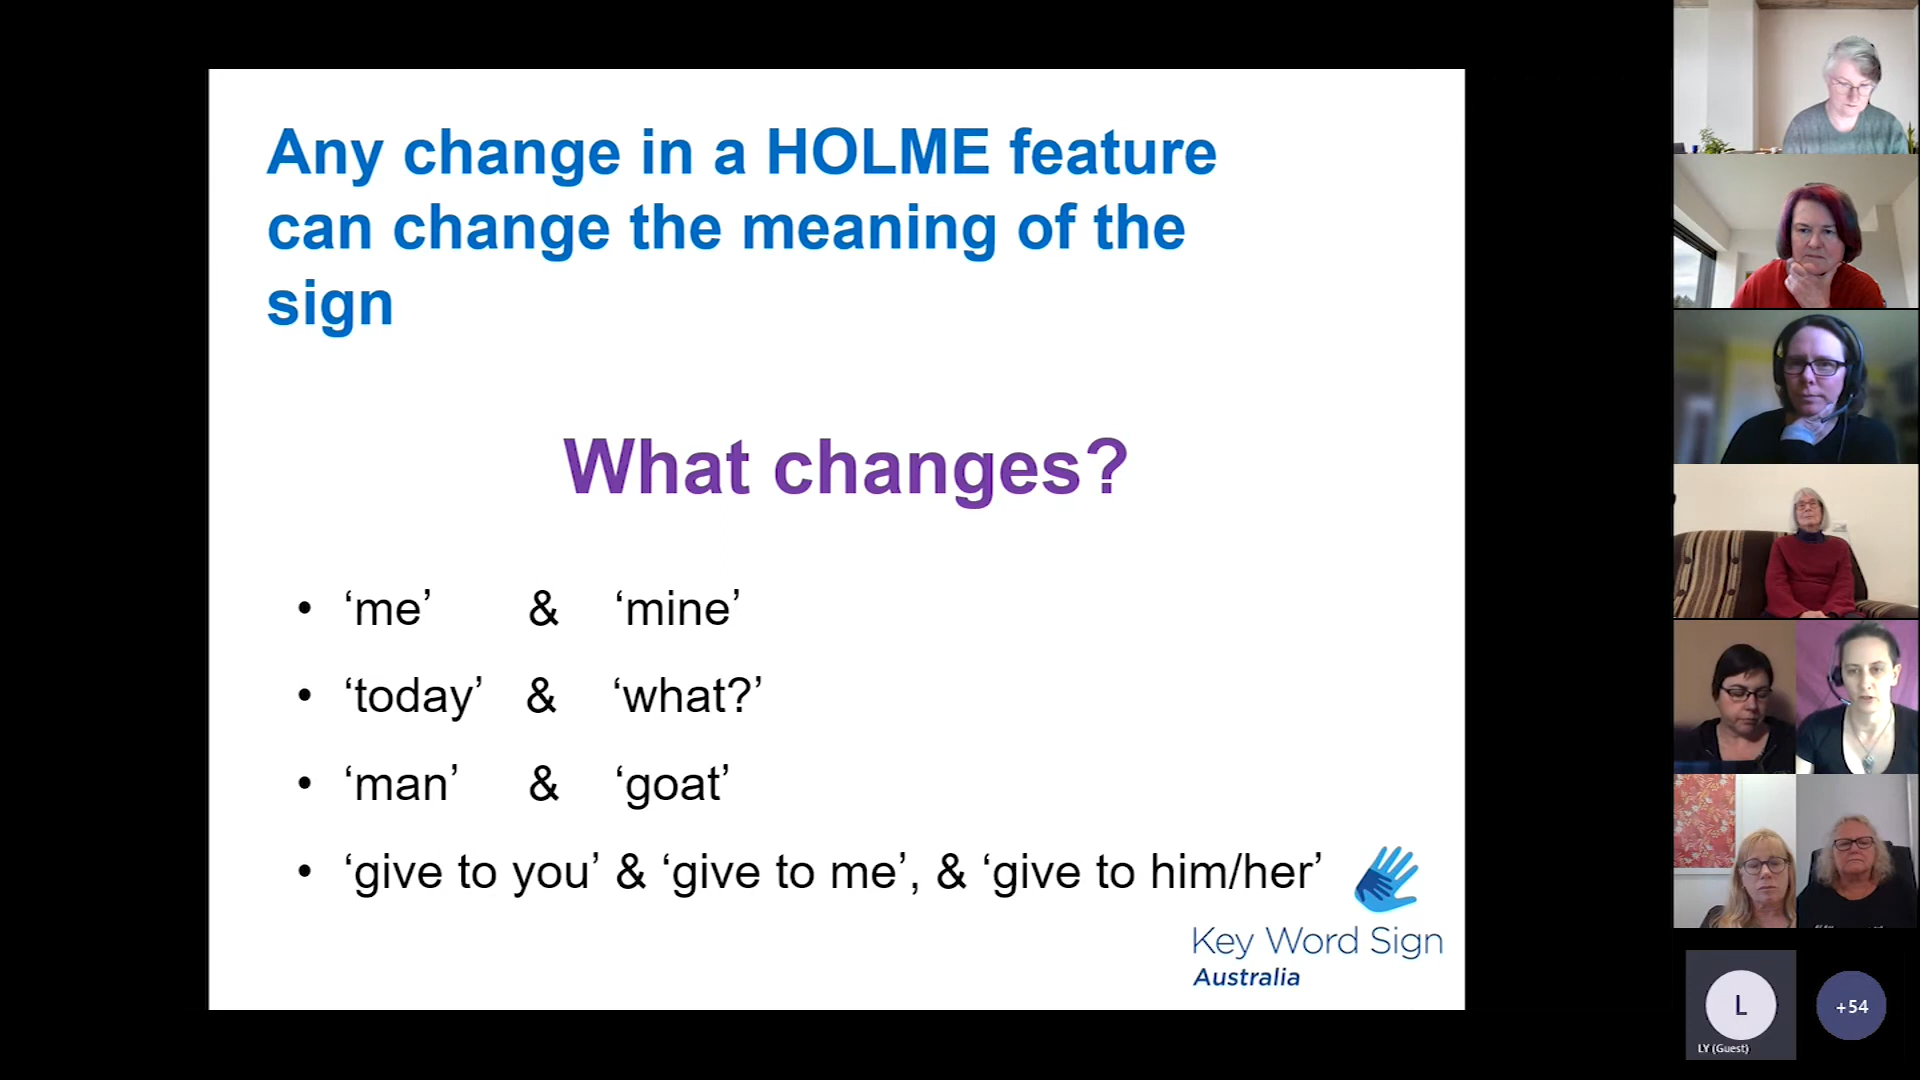 Any change in a HOLME feature
can change the meaning of the
sign
What changes?
• ‘me’ & ‘mine’
• ‘today’ & ‘what?’
• ‘man’ & ‘goat’
• ‘give to you’ & ‘give to me’, & ‘give to him/her’
Key Word Sign
Australia
L
LY (Guest)
+54